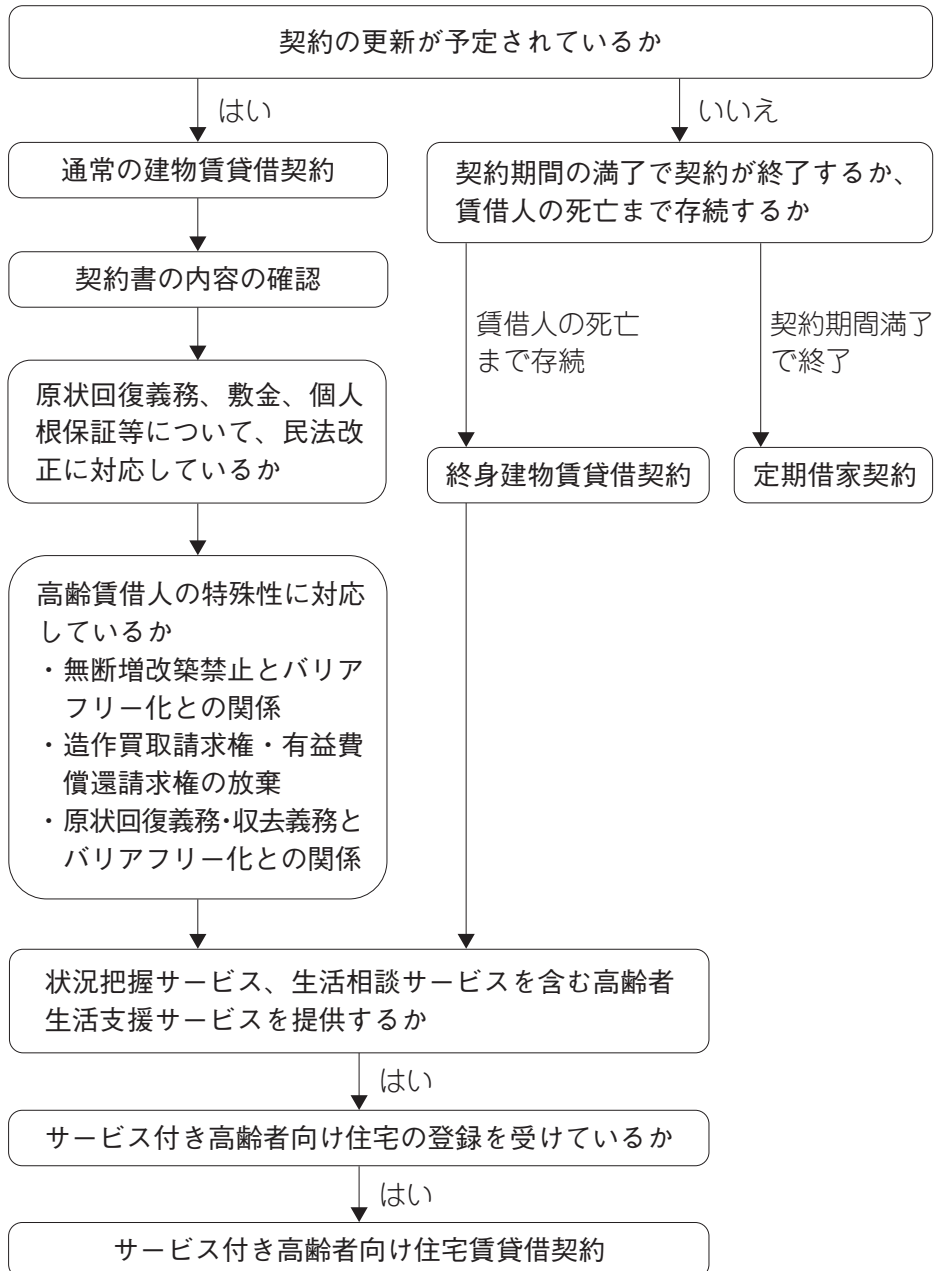 契約の更新が予定されているか
はい
いいえ
通常の建物賃貸借契約
契約期間の満了で契約が終了するか、
賃借人の死亡まで存続するか
契約書の内容の確認
賃借人の死亡
まで存続
契約期間満了
で終了
原状回復義務、敷金、個人
根保証等について、民法改
正に対応しているか
終身建物賃貸借契約
定期借家契約
高齢賃借人の特殊性に対応
しているか
・無断増改築禁止とバリア
フリー化との関係
・造作買取請求権・有益費
償還請求権の放棄
・原状回復義務・収去義務と
バリアフリー化との関係
状況把握サービス、生活相談サービスを含む高齢者
生活支援サービスを提供するか
はい
サービス付き高齢者向け住宅の登録を受けているか
はい
サービス付き高齢者向け住宅賃貸借契約